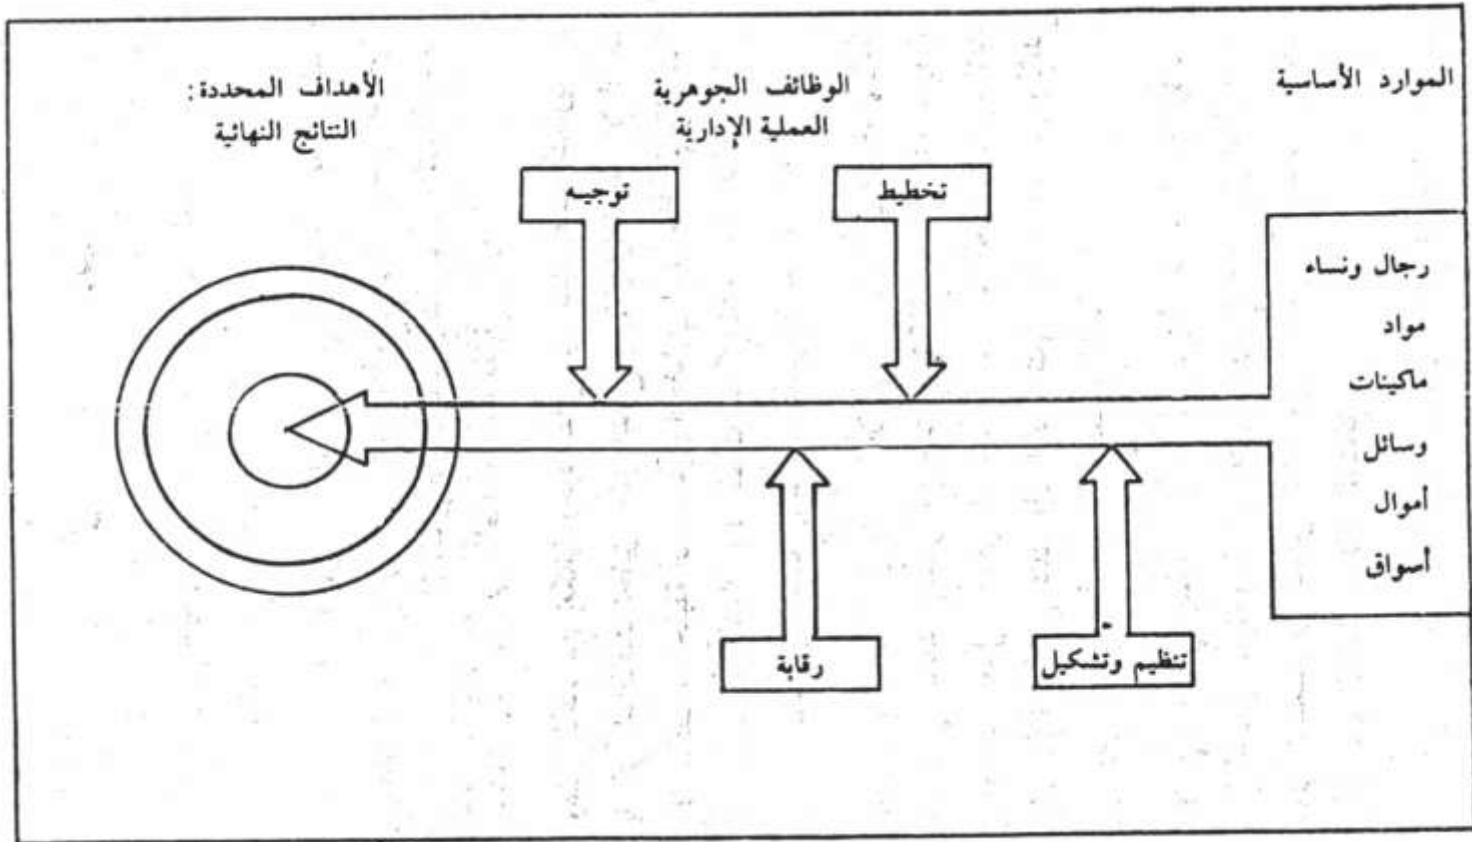 الموارد الأساسية
الوظائف الجوهرية
العملية الإدارية
الأهداف المحددة:
النتائج النهائية
تخطيط
توجيه
رجال ونساء
مواد
ماكينات
وسائل
أموال
أسواق
تنظيم وتشكيل
رقابة